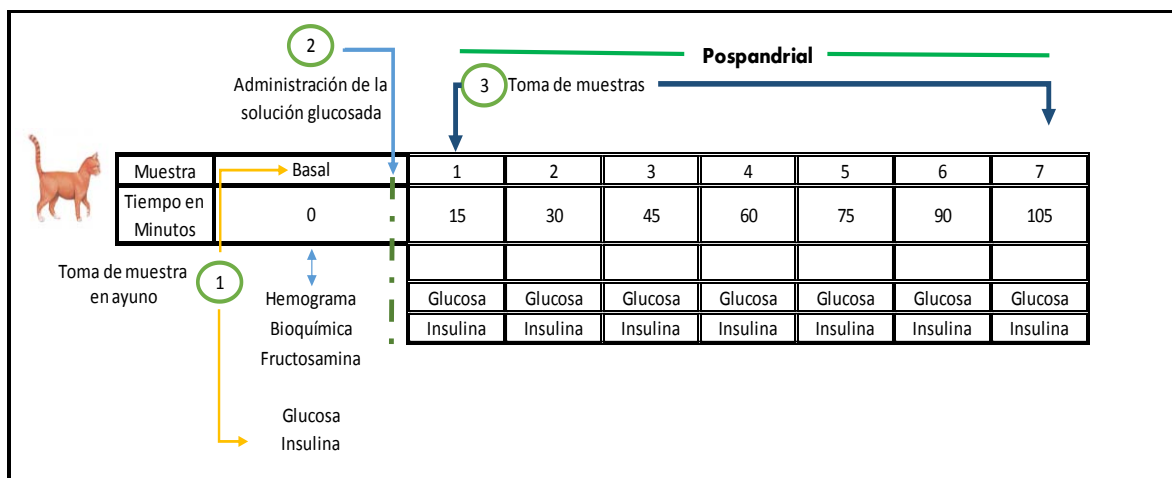 2
Pospandrial
Administración de la
solución glucosada
3 Toma de muestras
Muestra Basal 1 2 3 4 5 6 7
Tiempo en
Minutos
0 15 30 45 60 75 90 105
Toma de muestra
en ayuno
1
Hemograma
Bioquímica
Fructosamina
Glucosa Glucosa Glucosa Glucosa Glucosa Glucosa Glucosa
Insulina Insulina Insulina Insulina Insulina Insulina Insulina
Glucosa
Insulina